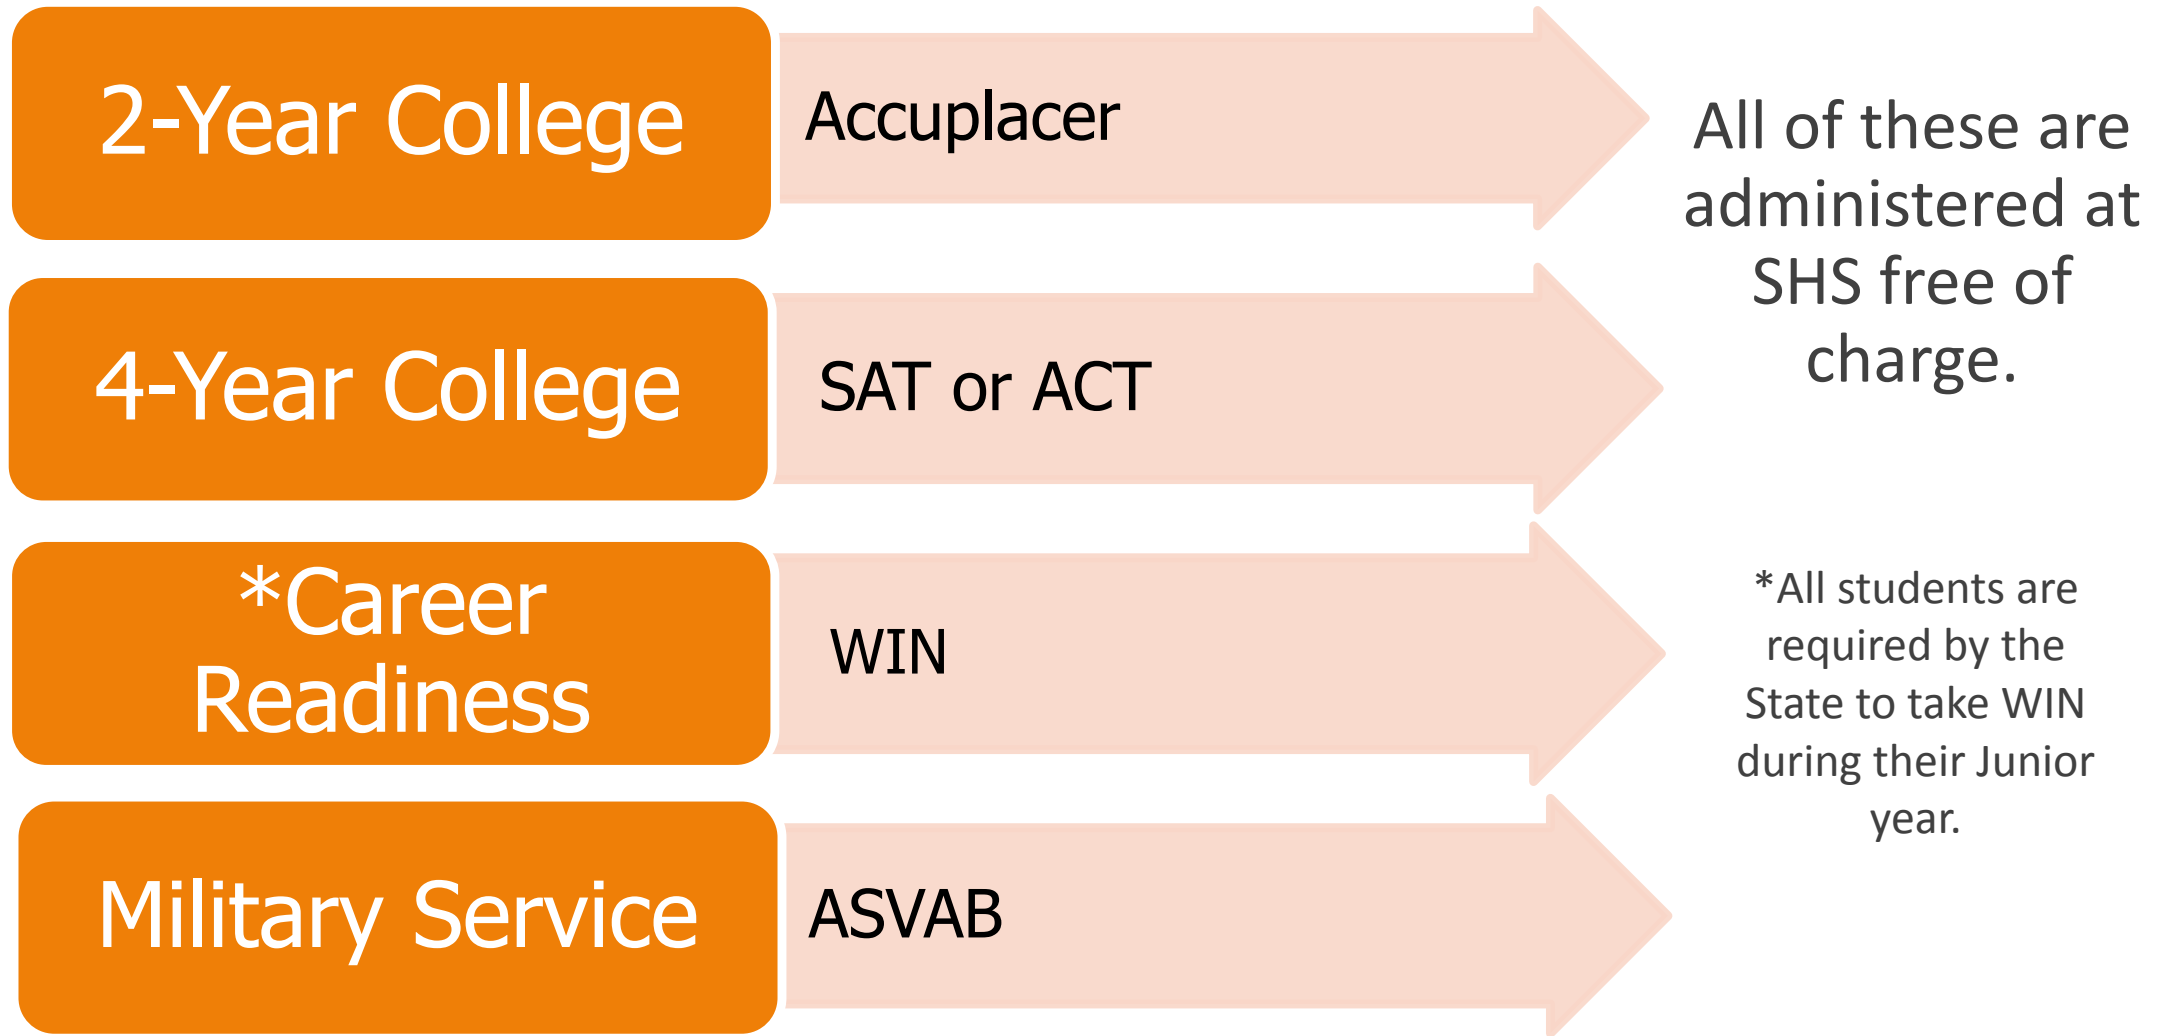 2-Year College
Accuplacer
All of these are
administered at
SHS free of
charge.
4-Year College
SAT or ACT
*Career
Readiness
WIN
*All students are
required by the
State to take WIN
during their Junior
year.
Military Service
ASVAB